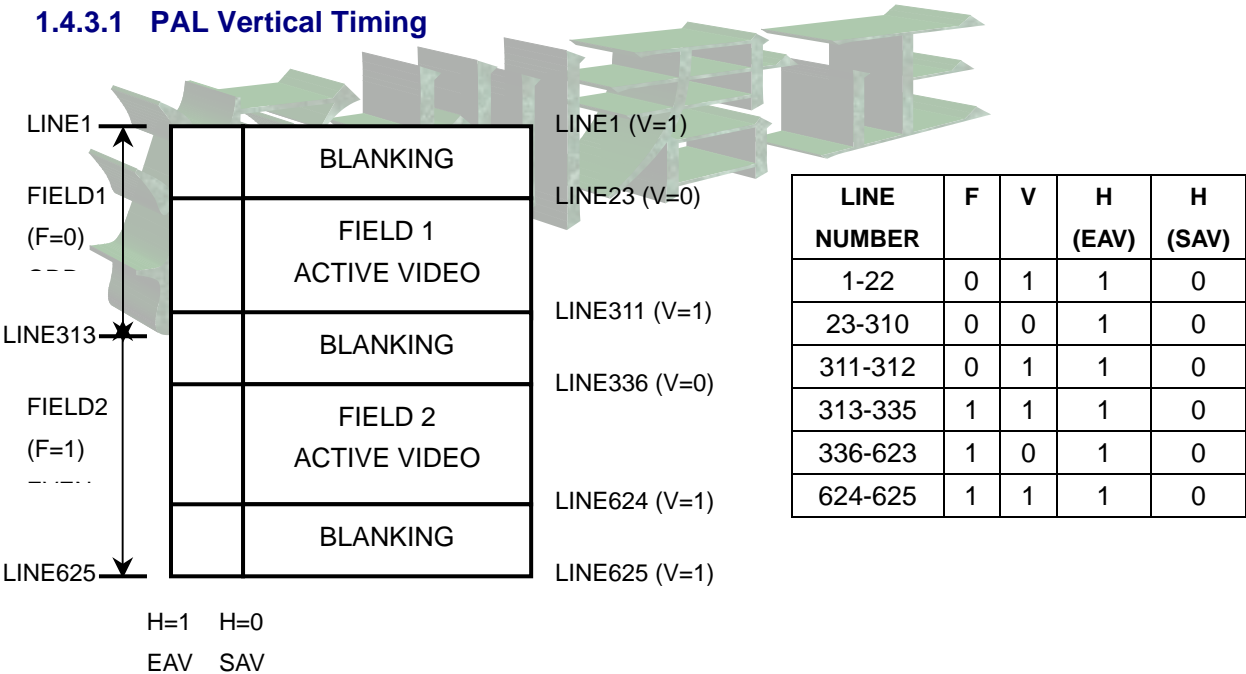 1.4.3.1 PAL Vertical Timing
LINE1
FIELD1
(F=0)
LINE313
FIELD2
(F=1)
LINE625
BLANKING
FIELD 1
ACTIVE VIDEO
BLANKING
FIELD 2
ACTIVE VIDEO
BLANKING
LINE1 (V=1)
LINE23 (V=0)
LINE311 (V=1)
LINE336 (V=0)
LINE624 (V=1)
LINE625 (V=1)
H=1 H=0
EAV SAV
LINE F V H H
NUMBER (EAV) (SAV)
1-22 0 1 1 0
23-310 0 0 1 0
311-312 0 1 1 0
313-335 1 1 1 0
336-623 1 0 1 0
624-625 1 1 1 0